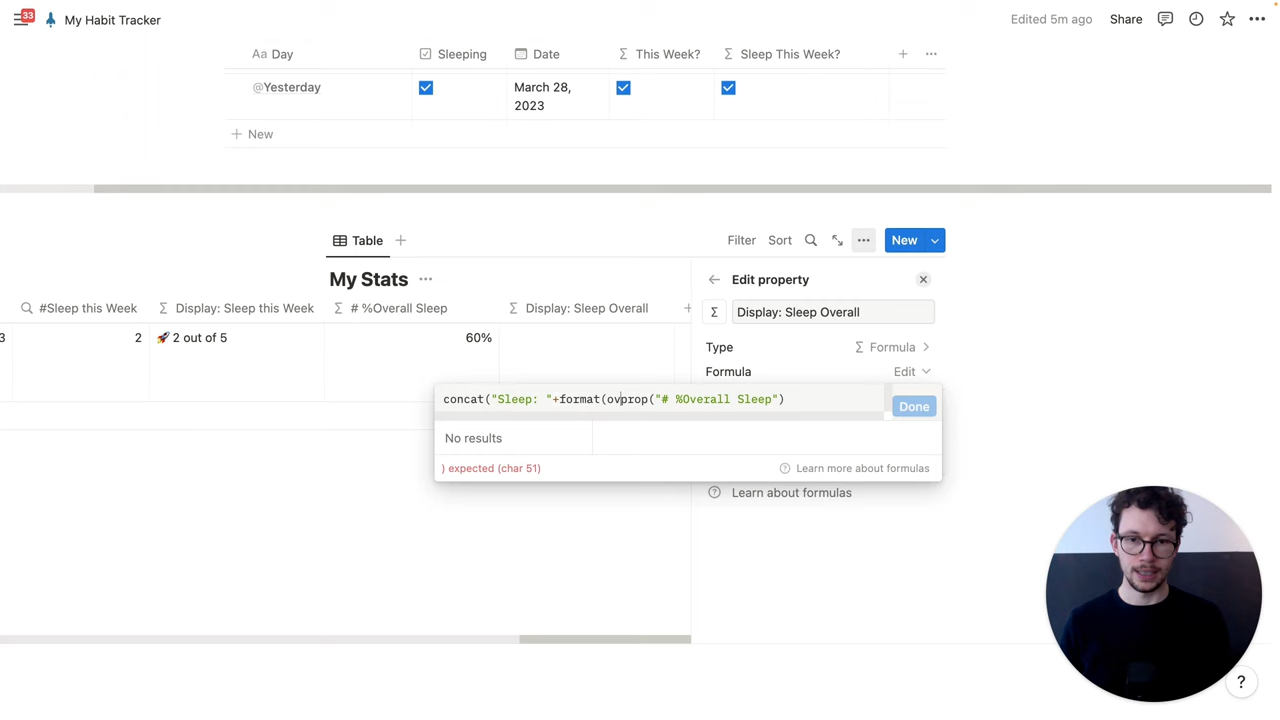 33
My Habit Tracker
Edited 5m ago
Share
Aa Day
Sleeping
Date
Σ This Week?
Σ Sleep This Week?
@Yesterday
March 28,
2023
+ New
Table
Filter
Sort
New
My Stats
Edit property
#Sleep this Week
Σ Display: Sleep this Week
Σ # %Overall Sleep
Σ Display: Sleep Overall
Σ Display: Sleep Overall
3
2
🚀 2 out of 5
60%
Type
Σ Formula
Formula
Edit
concat("Sleep: "+format(ovprop("# %Overall Sleep")
Done
No results
) expected (char 51)
Learn more about formulas
Learn about formulas
?